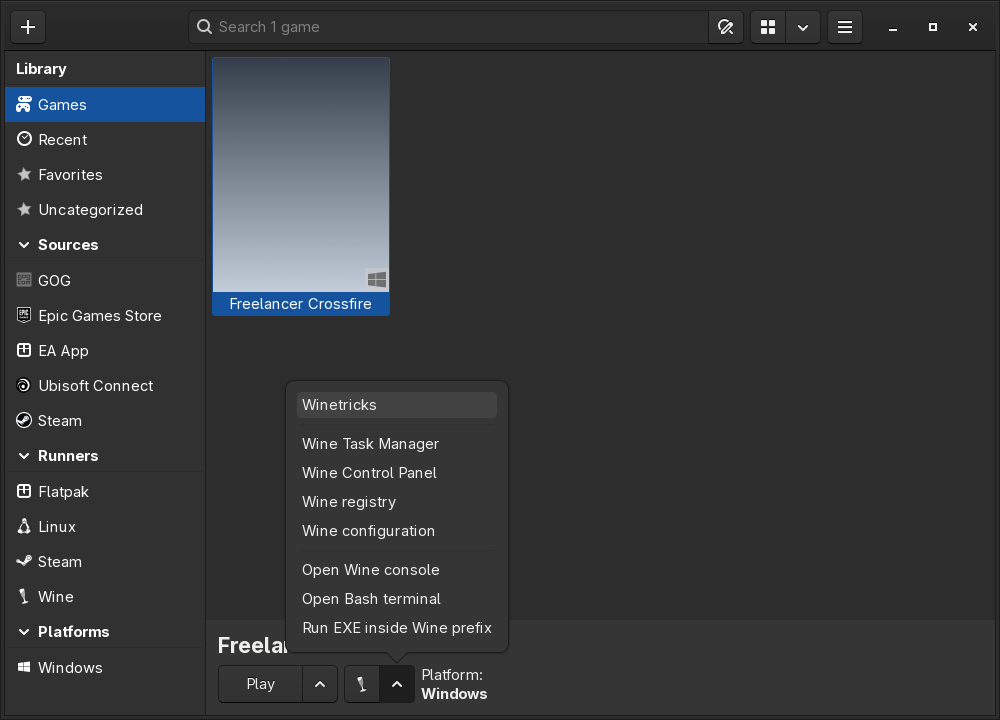 Search 1 game
Library
Games
Recent
Favorites
Uncategorized
Sources
GOG
Epic Games Store
EA App
Ubisoft Connect
Steam
Runners
Flatpak
Linux
Steam
Wine
Platforms
Windows
Freelancer Crossfire
Winetricks
Wine Task Manager
Wine Control Panel
Wine registry
Wine configuration
Open Wine console
Open Bash terminal
Run EXE inside Wine prefix
Play
Platform:
Windows